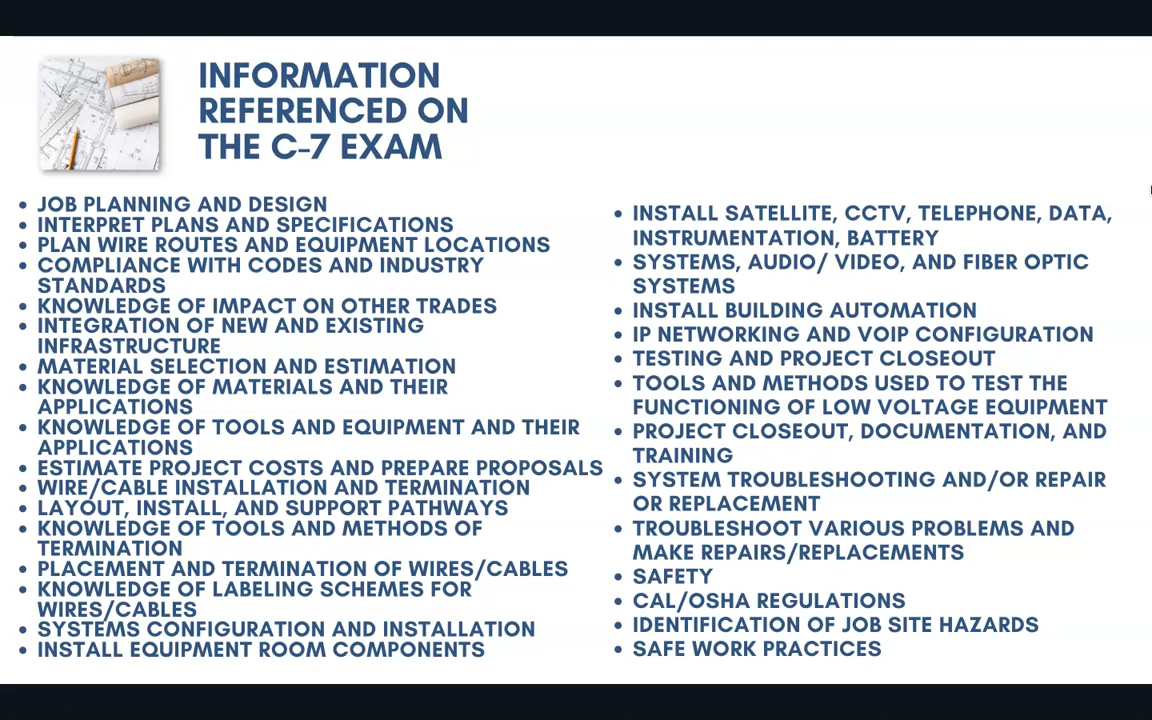 INFORMATION
REFERENCED ON
THE C-7 EXAM
• JOB PLANNING AND DESIGN
• INTERPRET PLANS AND SPECIFICATIONS
• PLAN WIRE ROUTES AND EQUIPMENT LOCATIONS
• COMPLIANCE WITH CODES AND INDUSTRY
STANDARDS
• KNOWLEDGE OF IMPACT ON OTHER TRADES
• INTEGRATION OF NEW AND EXISTING
INFRASTRUCTURE
• MATERIAL SELECTION AND ESTIMATION
• KNOWLEDGE OF MATERIALS AND THEIR
APPLICATIONS
• KNOWLEDGE OF TOOLS AND EQUIPMENT AND THEIR
APPLICATIONS
• ESTIMATE PROJECT COSTS AND PREPARE PROPOSALS
• WIRE/CABLE INSTALLATION AND TERMINATION
• LAYOUT, INSTALL, AND SUPPORT PATHWAYS
• KNOWLEDGE OF TOOLS AND METHODS OF
TERMINATION
• PLACEMENT AND TERMINATION OF WIRES/CABLES
• KNOWLEDGE OF LABELING SCHEMES FOR
WIRES/CABLES
• SYSTEMS CONFIGURATION AND INSTALLATION
• INSTALL EQUIPMENT ROOM COMPONENTS
• INSTALL SATELLITE, CCTV, TELEPHONE, DATA,
INSTRUMENTATION, BATTERY
• SYSTEMS, AUDIO/ VIDEO, AND FIBER OPTIC
SYSTEMS
• INSTALL BUILDING AUTOMATION
• IP NETWORKING AND VOIP CONFIGURATION
• TESTING AND PROJECT CLOSEOUT
• TOOLS AND METHODS USED TO TEST THE
FUNCTIONING OF LOW VOLTAGE EQUIPMENT
• PROJECT CLOSEOUT, DOCUMENTATION, AND
TRAINING
• SYSTEM TROUBLESHOOTING AND/OR REPAIR
OR REPLACEMENT
• TROUBLESHOOT VARIOUS PROBLEMS AND
MAKE REPAIRS/REPLACEMENTS
• SAFETY
• CAL/OSHA REGULATIONS
• IDENTIFICATION OF JOB SITE HAZARDS
• SAFE WORK PRACTICES